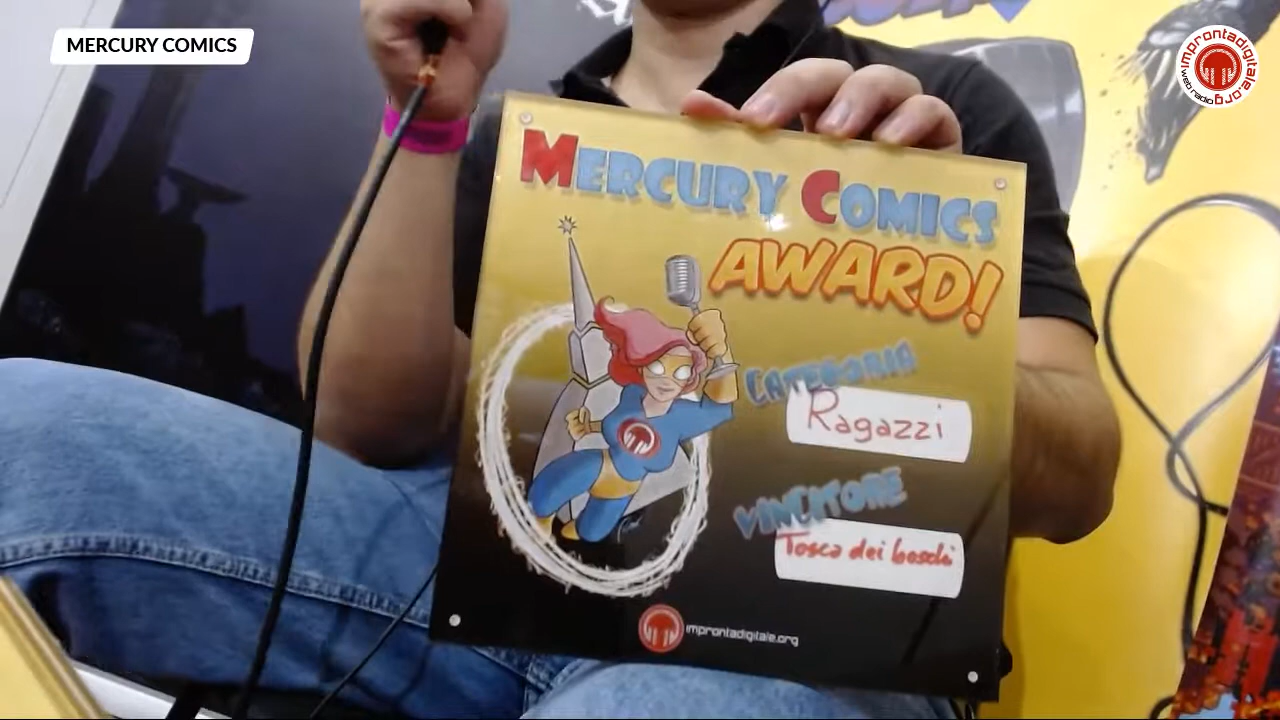 MERCURY COMICS
improntadigitale.org
web radio
MERCURY COMICS
AWARD!
CATEGORIA
Ragazzi
VINCITORE
Tosca dei boschi
improntadigitale.org